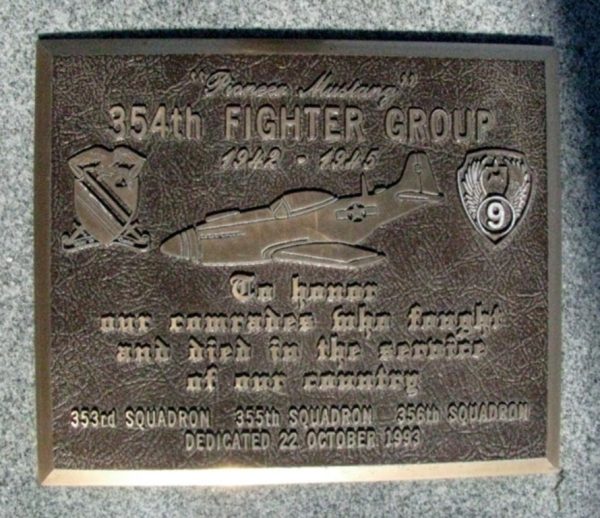 "Pioneer Mustang"
354th FIGHTER GROUP
1942 - 1945
9
To honor
our comrades who fought
and died in the service
of our country
353rd SQUADRON 355th SQUADRON 356th SQUADRON
DEDICATED 22 OCTOBER 1993